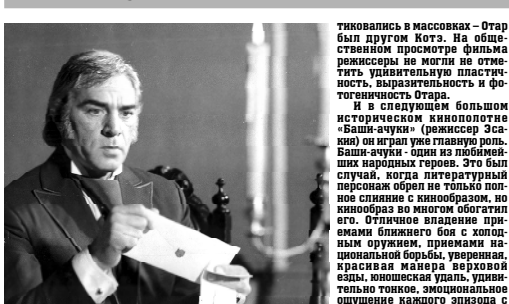 тиковались в массовках – Отар
был другом Котэ. На обще-
ственном просмотре фильма
режиссеры не могли не отме-
тить удивительную пластич-
ность, выразительность и фо-
тогеничность Отара.
И в следующем большом
историческом кинополотне
«Баши-ачуки» (режиссер Эса-
кия) он играл уже главную роль.
Баши-ачуки - один из любимей-
ших народных героев. Это был
случай, когда литературный
персонаж обрел не только пол-
ное слияние с кинообразом, но
кинообраз во многом обогатил
его. Отличное владение при-
емами ближнего боя с холод-
ным оружием, приемами на-
циональной борьбы, уверенная,
красивая манера верховой
езды, юношеская удаль, удиви-
тельно тонкое, эмоциональное
ощущение каждого эпизода с